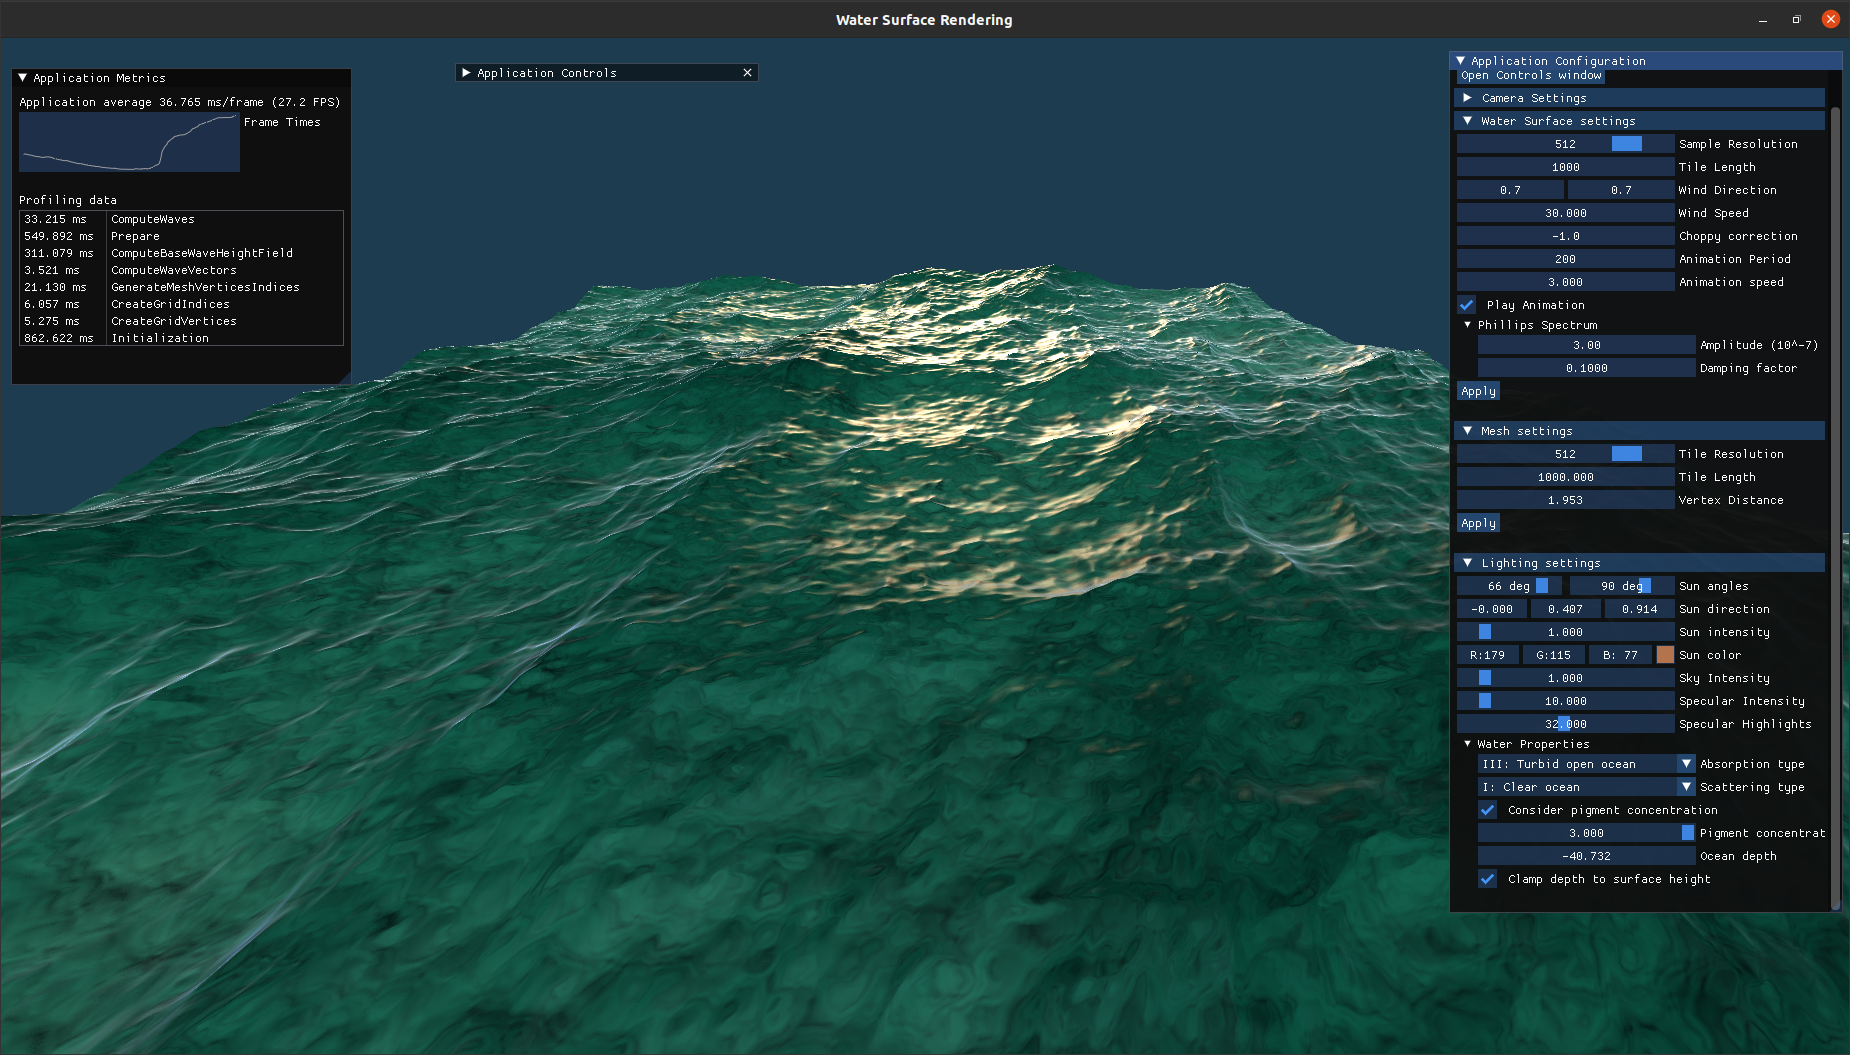 Water Surface Rendering
Application Metrics
Application average 36.765 ms/frame (27.2 FPS)
Frame Times
Profiling data
33.215 ms ComputeWaves
549.892 ms Prepare
311.079 ms ComputeBaseWaveHeightField
3.521 ms ComputeWaveVectors
21.130 ms GenerateMeshVerticesIndices
6.057 ms CreateGridIndices
5.275 ms CreateGridVertices
862.622 ms Initialization
Application Controls
Application Configuration
Open Controls window
Camera Settings
Water Surface settings
512 Sample Resolution
1000 Tile Length
0.7 0.7 Wind Direction
30.000 Wind Speed
-1.0 Choppy correction
200 Animation Period
3.000 Animation speed
Play Animation
Phillips Spectrum
3.00 Amplitude (10^-7)
0.1000 Damping factor
Apply
Mesh settings
512 Tile Resolution
1000.000 Tile Length
1.953 Vertex Distance
Apply
Lighting settings
66 deg 90 deg Sun angles
-0.000 0.407 0.914 Sun direction
1.000 Sun intensity
R:179 G:115 B: 77 Sun color
1.000 Sky Intensity
10.000 Specular Intensity
32.000 Specular Highlights
Water Properties
III: Turbid open ocean Absorption type
I: Clear ocean Scattering type
Consider pigment concentration
3.000 Pigment concentrat
-40.732 Ocean depth
Clamp depth to surface height